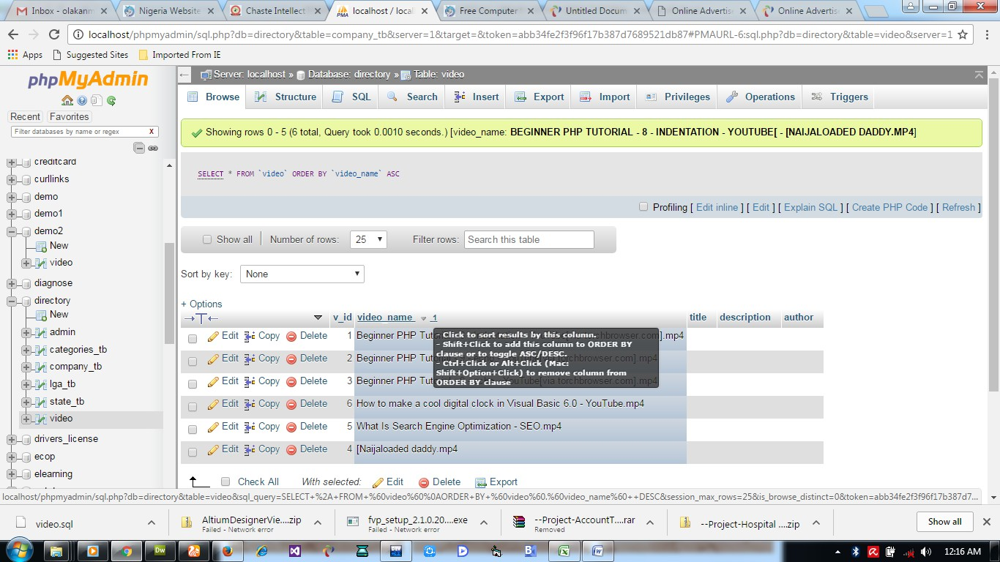 Inbox - olakanm
Nigeria Website
Chaste Intellect
localhost / local
Free Computer
Untitled Docum
Online Advertis
Online Advertis
localhost/phpmyadmin/sql.php?db=directory&table=company_tb&server=1&target=&token=abb34fe2f3f96f17b387d7689521db87#PMAURL-6:sql.php?db=directory&table=video&server=1
Apps Suggested Sites Imported From IE
phpMyAdmin
Recent Favorites
Filter databases by name or regex X
creditcard
curllinks
demo
demo1
demo2
New
video
diagnose
directory
New
admin
categories_tb
company_tb
lga_tb
state_tb
video
drivers_license
ecop
elearning
Server: localhost » Database: directory » Table: video
Browse Structure SQL Search Insert Export Import Privileges Operations Triggers
Showing rows 0 - 5 (6 total, Query took 0.0010 seconds.) [video_name: BEGINNER PHP TUTORIAL - 8 - INDENTATION - YOUTUBE[ - [NAIJALOADED DADDY.MP4]
SELECT * FROM `video` ORDER BY `video_name` ASC
Profiling [ Edit inline ] [ Edit ] [ Explain SQL ] [ Create PHP Code ] [ Refresh ]
Show all Number of rows: 25 Filter rows: Search this table
Sort by key: None
+ Options
v_id video_name 1 title description author
Edit Copy Delete 1 Beginner PHP Tu browser.com].mp4
Edit Copy Delete 2 Beginner PHP Tu
Edit Copy Delete 3 Beginner PHP Tut YouTube[via torchbrowser.com].mp4
- Click to sort results by this column.
- Shift+Click to add this column to ORDER BY
clause or to toggle ASC/DESC.
- Ctrl+Click or Alt+Click (Mac:
Shift+Option+Click) to remove column from
ORDER BY clause
Edit Copy Delete 6 How to make a cool digital clock in Visual Basic 6.0 - YouTube.mp4
Edit Copy Delete 5 What Is Search Engine Optimization - SEO.mp4
Edit Copy Delete 4 [Naijaloaded daddy.mp4
Check All With selected: Edit Delete Export
localhost/phpmyadmin/sql.php?db=directory&table=video&sql_query=SELECT+%2A+FROM+%60video%60%0AORDER+BY+%60video%60.%60video_name%60++DESC&session_max_rows=25&is_browse_distinct=0&token=abb34fe2f3f96f17b387d7...
video.sql
AltiumDesignerVie....zip
Failed - Network error
fvp_setup_2.1.0.20....exe
Failed - Network error
--Project-AccountT....rar
Removed
--Project-Hospital ....zip
Show all
12:16 AM